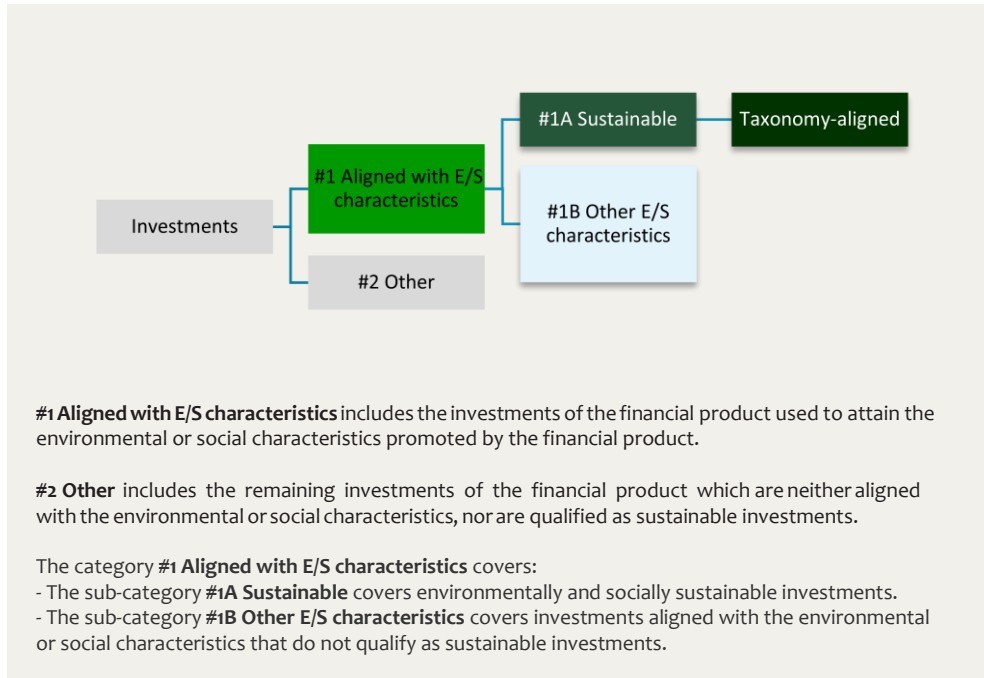 #1A Sustainable
Taxonomy-aligned
#1 Aligned with E/S
characteristics
#1B Other E/S
characteristics
Investments
#2 Other
#1 Aligned with E/S characteristics includes the investments of the financial product used to attain the
environmental or social characteristics promoted by the financial product.
#2 Other includes the remaining investments of the financial product which are neither aligned
with the environmental or social characteristics, nor are qualified as sustainable investments.
The category #1 Aligned with E/S characteristics covers:
- The sub-category #1A Sustainable covers environmentally and socially sustainable investments.
- The sub-category #1B Other E/S characteristics covers investments aligned with the environmental
or social characteristics that do not qualify as sustainable investments.